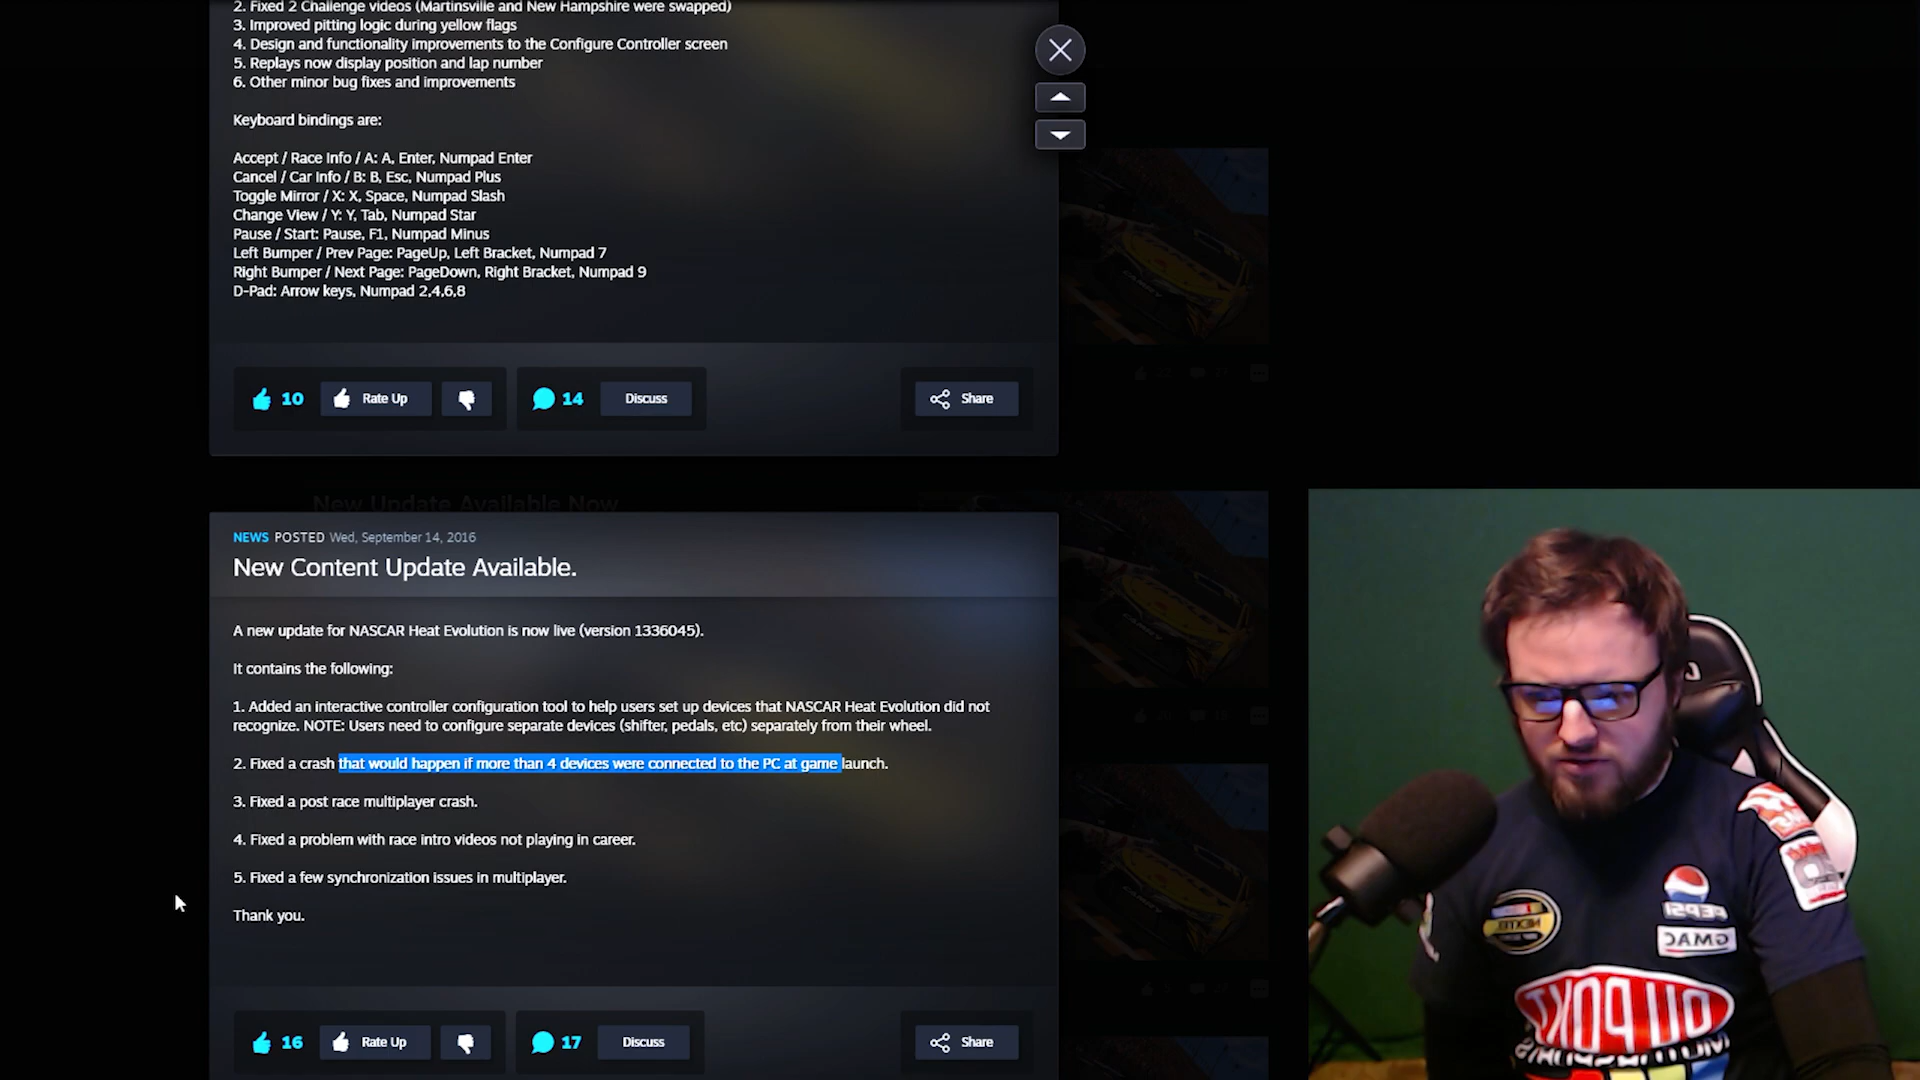 2. Fixed 2 Challenge videos (Martinsville and New Hampshire were swapped)
3. Improved pitting logic during yellow flags
4. Design and functionality improvements to the Configure Controller screen
5. Replays now display position and lap number
6. Other minor bug fixes and improvements
Keyboard bindings are:
Accept / Race Info / A: A, Enter, Numpad Enter
Cancel / Car Info / B: B, Esc, Numpad Plus
Toggle Mirror / X: X, Space, Numpad Slash
Change View / Y: Y, Tab, Numpad Star
Pause / Start: Pause, F1, Numpad Minus
Left Bumper / Prev Page: PageUp, Left Bracket, Numpad 7
Right Bumper / Next Page: PageDown, Right Bracket, Numpad 9
D-Pad: Arrow keys, Numpad 2,4,6,8
10 Rate Up 14 Discuss Share
New Update Available Now
NEWS POSTED Wed, September 14, 2016
New Content Update Available.
A new update for NASCAR Heat Evolution is now live (version 1336045).
It contains the following:
1. Added an interactive controller configuration tool to help users set up devices that NASCAR Heat Evolution did not
recognize. NOTE: Users need to configure separate devices (shifter, pedals, etc) separately from their wheel.
2. Fixed a crash that would happen if more than 4 devices were connected to the PC at game launch.
3. Fixed a post race multiplayer crash.
4. Fixed a problem with race intro videos not playing in career.
5. Fixed a few synchronization issues in multiplayer.
Thank you.
16 Rate Up 17 Discuss Share
NEXTEL
PEPSI
GMAC
DUPONT